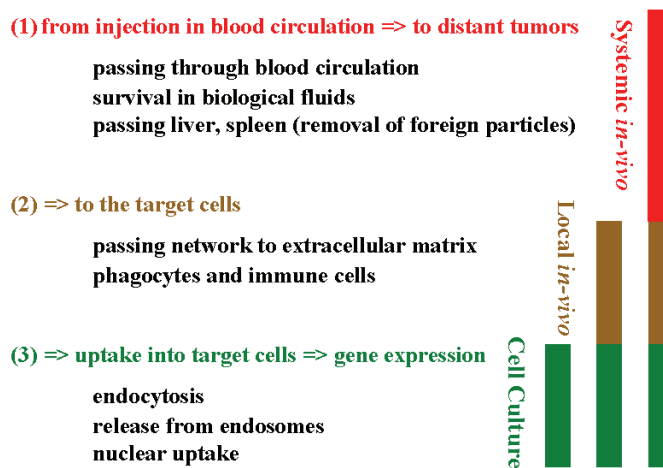 (1) from injection in blood circulation => to distant tumors
passing through blood circulation
survival in biological fluids
passing liver, spleen (removal of foreign particles)
Systemic in-vivo
(2) => to the target cells
passing network to extracellular matrix
phagocytes and immune cells
Local in-vivo
(3) => uptake into target cells => gene expression
endocytosis
release from endosomes
nuclear uptake
Cell Culture